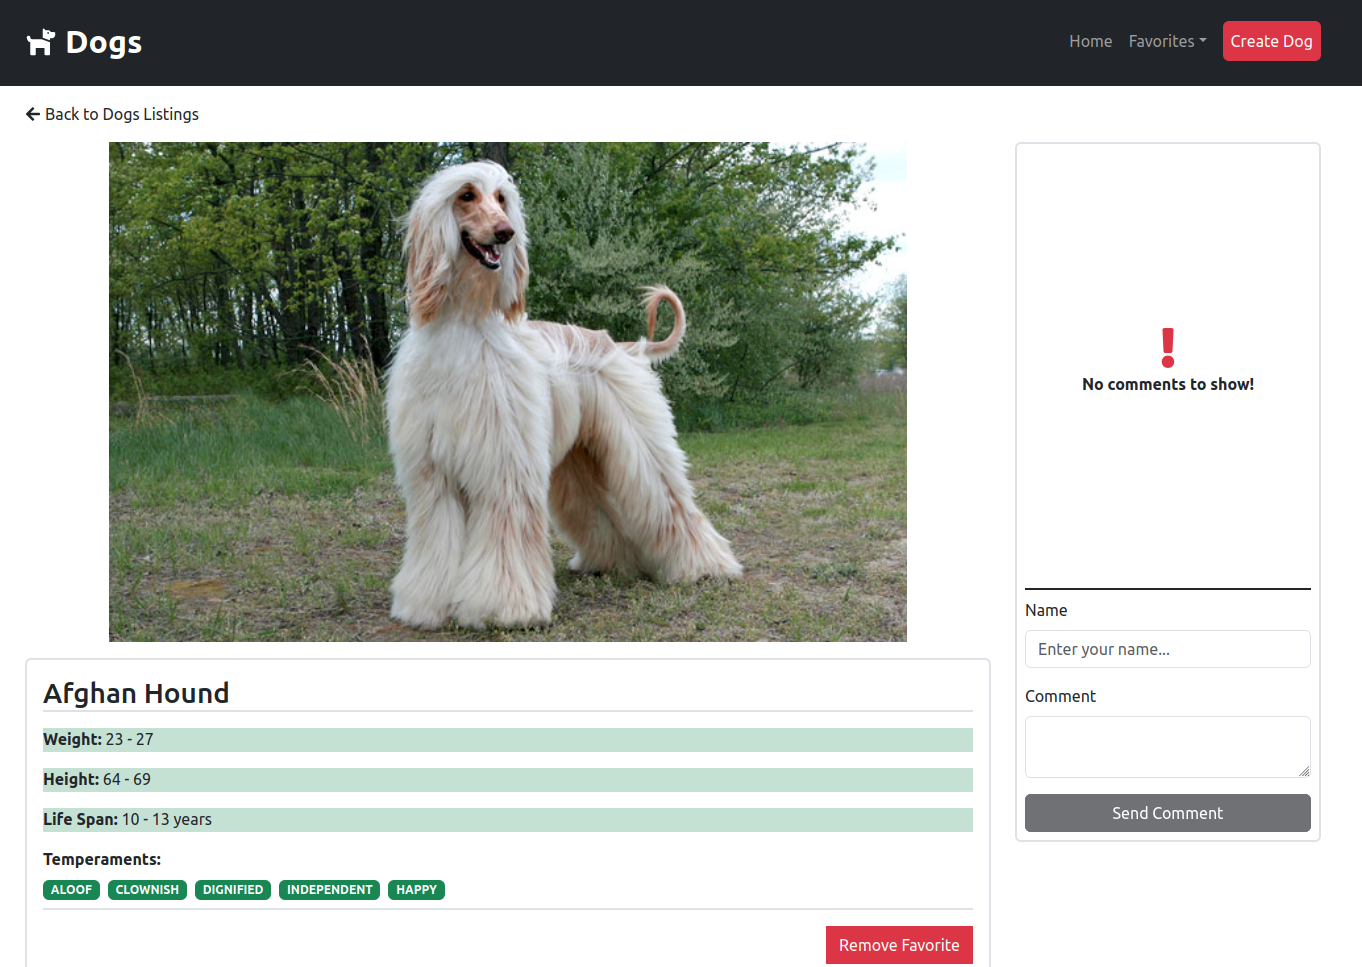 Dogs
Home Favorites Create Dog
Back to Dogs Listings
No comments to show!
Name
Enter your name...
Comment
Send Comment
Afghan Hound
Weight: 23 - 27
Height: 64 - 69
Life Span: 10 - 13 years
Temperaments:
ALOOF CLOWNISH DIGNIFIED INDEPENDENT HAPPY
Remove Favorite